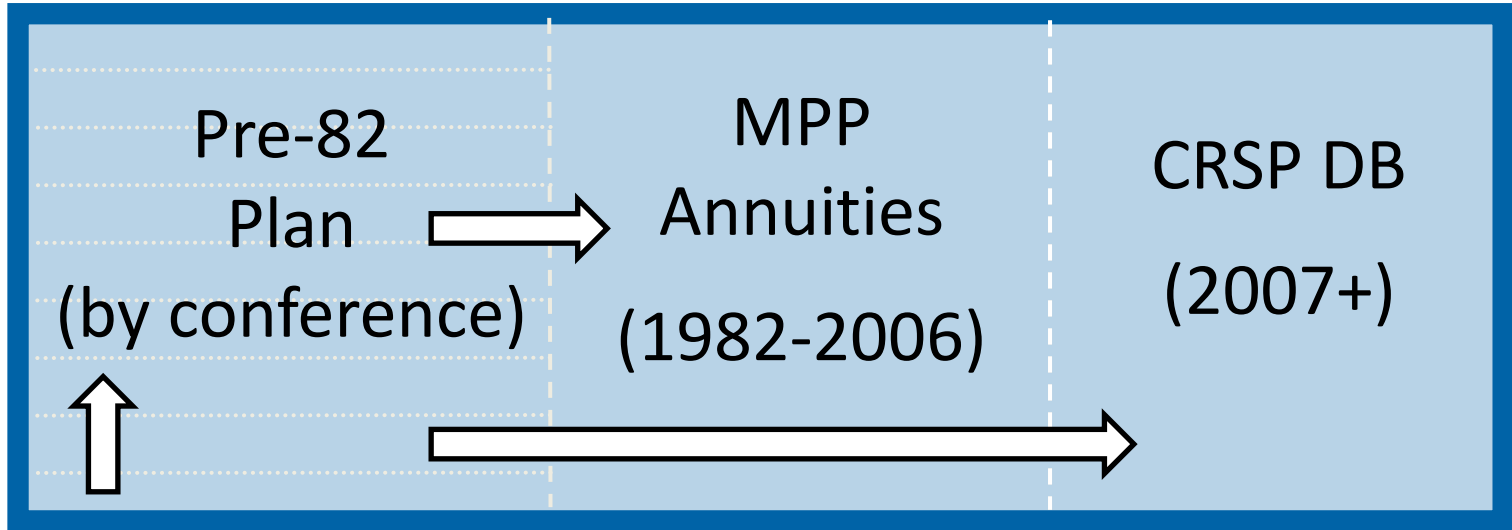 Pre-82
Plan
(by conference)
MPP
Annuities
(1982-2006)
CRSP DB
(2007+)